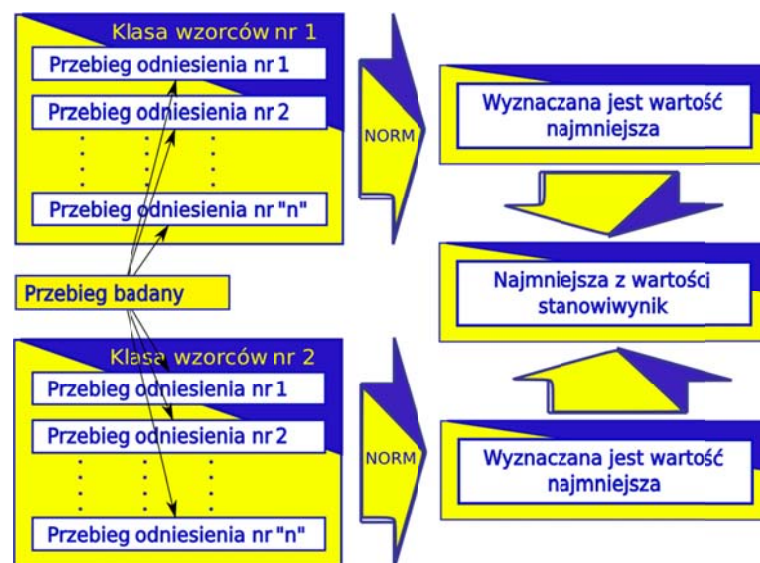 Klasa wzorców nr 1
Przebieg odniesienia nr 1
Przebieg odniesienia nr 2
Przebieg odniesienia nr "n"
NORM
Wyznaczana jest wartość
najmniejsza
Przebieg badany
Najmniejsza z wartości
stanowiwynik
Klasa wzorców nr 2
Przebieg odniesienia nr 1
Przebieg odniesienia nr 2
Przebieg odniesienia nr "n"
NORM
Wyznaczana jest wartość
najmniejsza